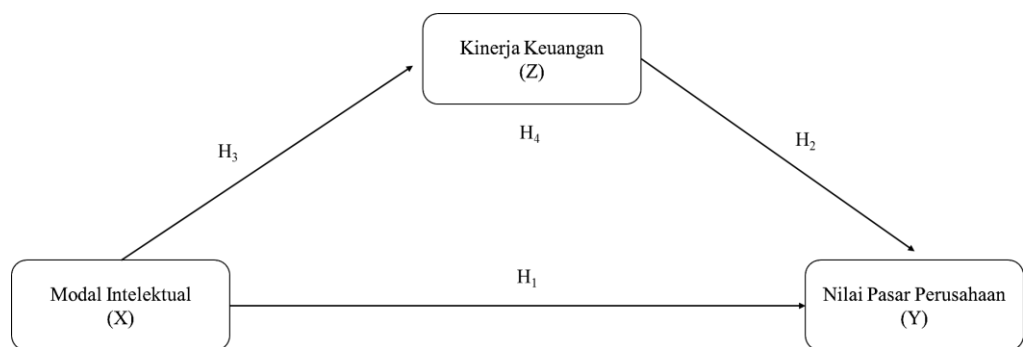 Kinerja Keuangan
(Z)
H₄
H₃
H₂
H₁
Modal Intelektual
(X)
Nilai Pasar Perusahaan
(Y)